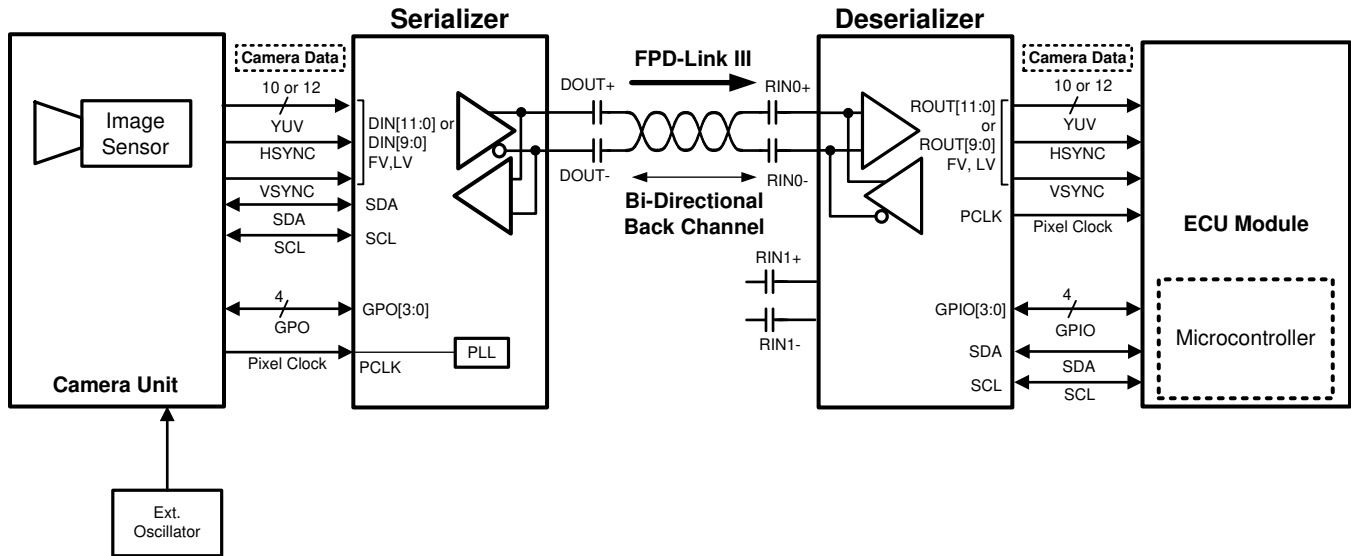 Serializer
Deserializer
Camera Data
FPD-Link III
Camera Data
DOUT+
RIN0+
10 or 12
YUV
HSYNC
VSYNC
SDA
SCL
4
GPO
Pixel Clock
Image
Sensor
Camera Unit
Ext.
Oscillator
DIN[11:0] or
DIN[9:0]
FV,LV
SDA
SCL
GPO[3:0]
PCLK
PLL
DOUT-
RIN0-
Bi-Directional
Back Channel
RIN1+
RIN1-
ROUT[11:0]
or
ROUT[9:0]
FV, LV
PCLK
GPIO[3:0]
SDA
SCL
10 or 12
YUV
HSYNC
VSYNC
Pixel Clock
4
GPIO
SDA
SCL
ECU Module
Microcontroller